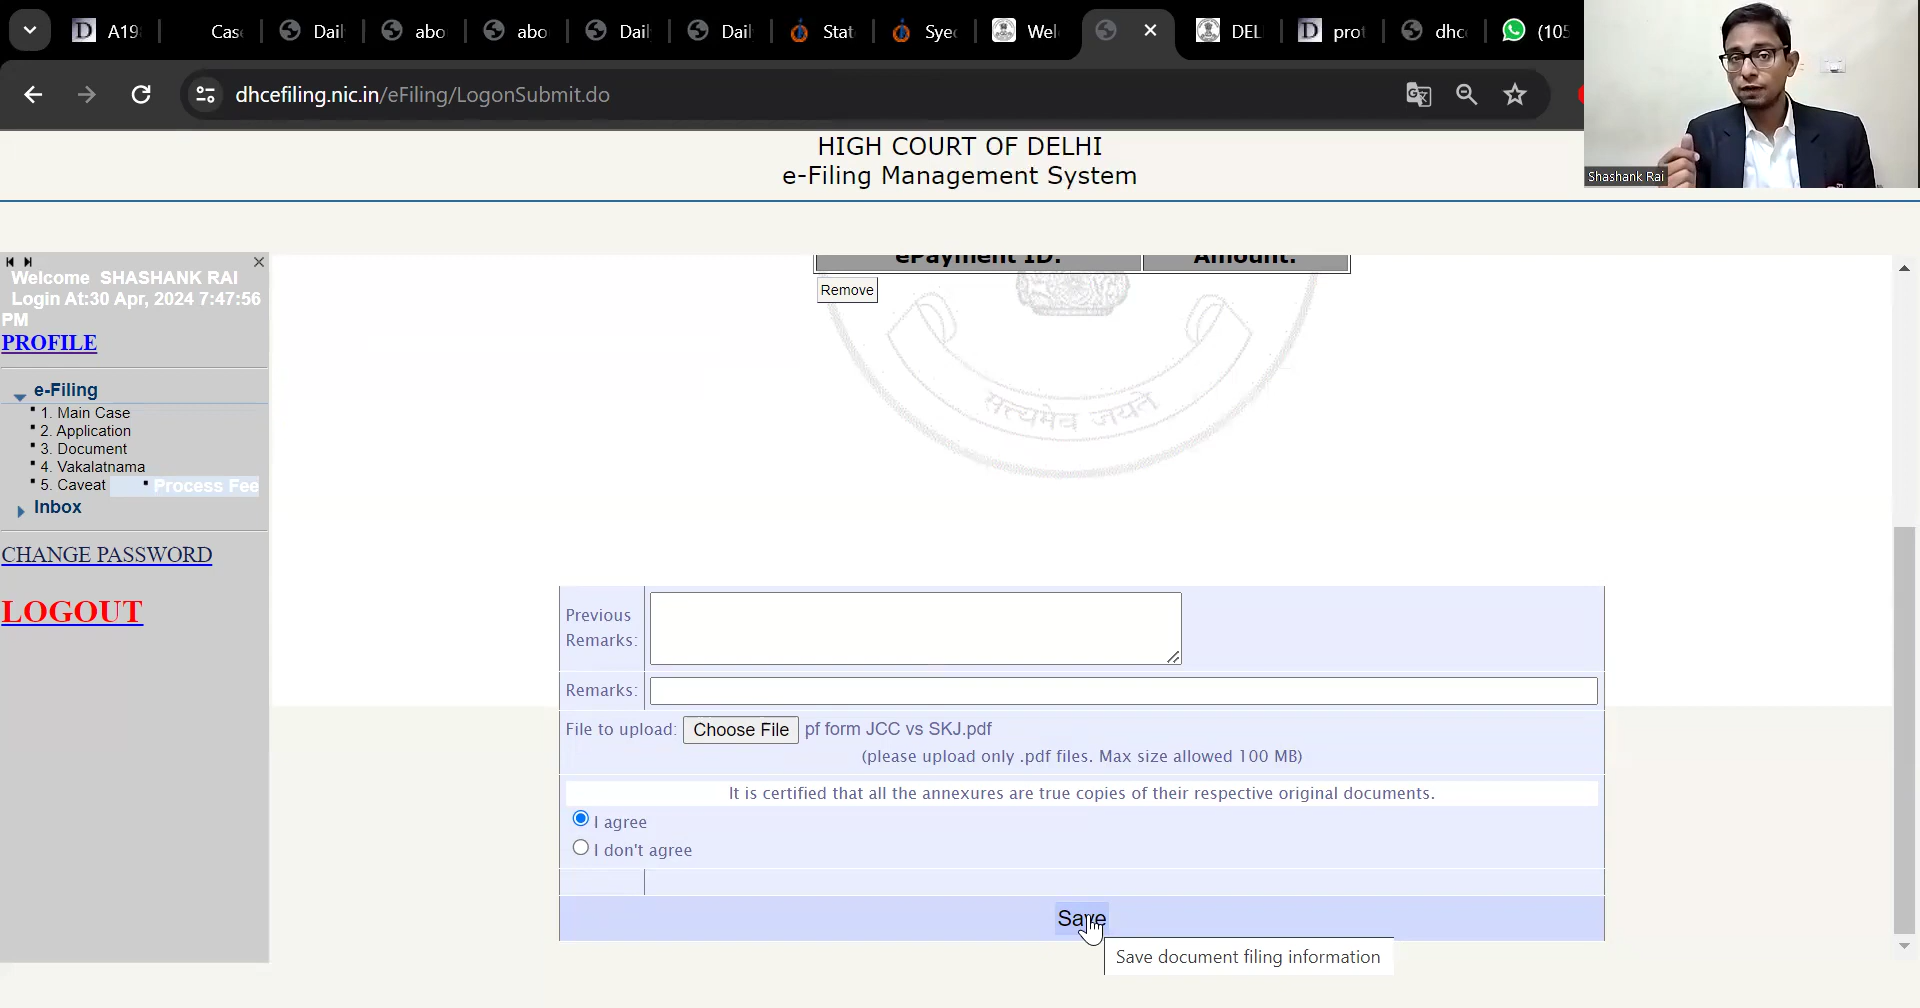 A19
Case
Dail
abo
abo
Dail
Dail
Stat
Sye
Wel
DEL
prot
dhc
(105
dhcefiling.nic.in/eFiling/LogonSubmit.do
HIGH COURT OF DELHI
e-Filing Management System
Shashank Rai
Welcome SHASHANK RAI
Login At:30 Apr, 2024 7:47:56
PM
PROFILE
e-Filing
1. Main Case
2. Application
3. Document
4. Vakalatnama
5. Caveat
Process Fee
Inbox
CHANGE PASSWORD
LOGOUT
ePayment ID: Amount:
Remove
सत्यमेव जयते
Previous
Remarks:
Remarks:
File to upload: Choose File pf form JCC vs SKJ.pdf
(please upload only .pdf files. Max size allowed 100 MB)
It is certified that all the annexures are true copies of their respective original documents.
I agree
I don't agree
Save
Save document filing information